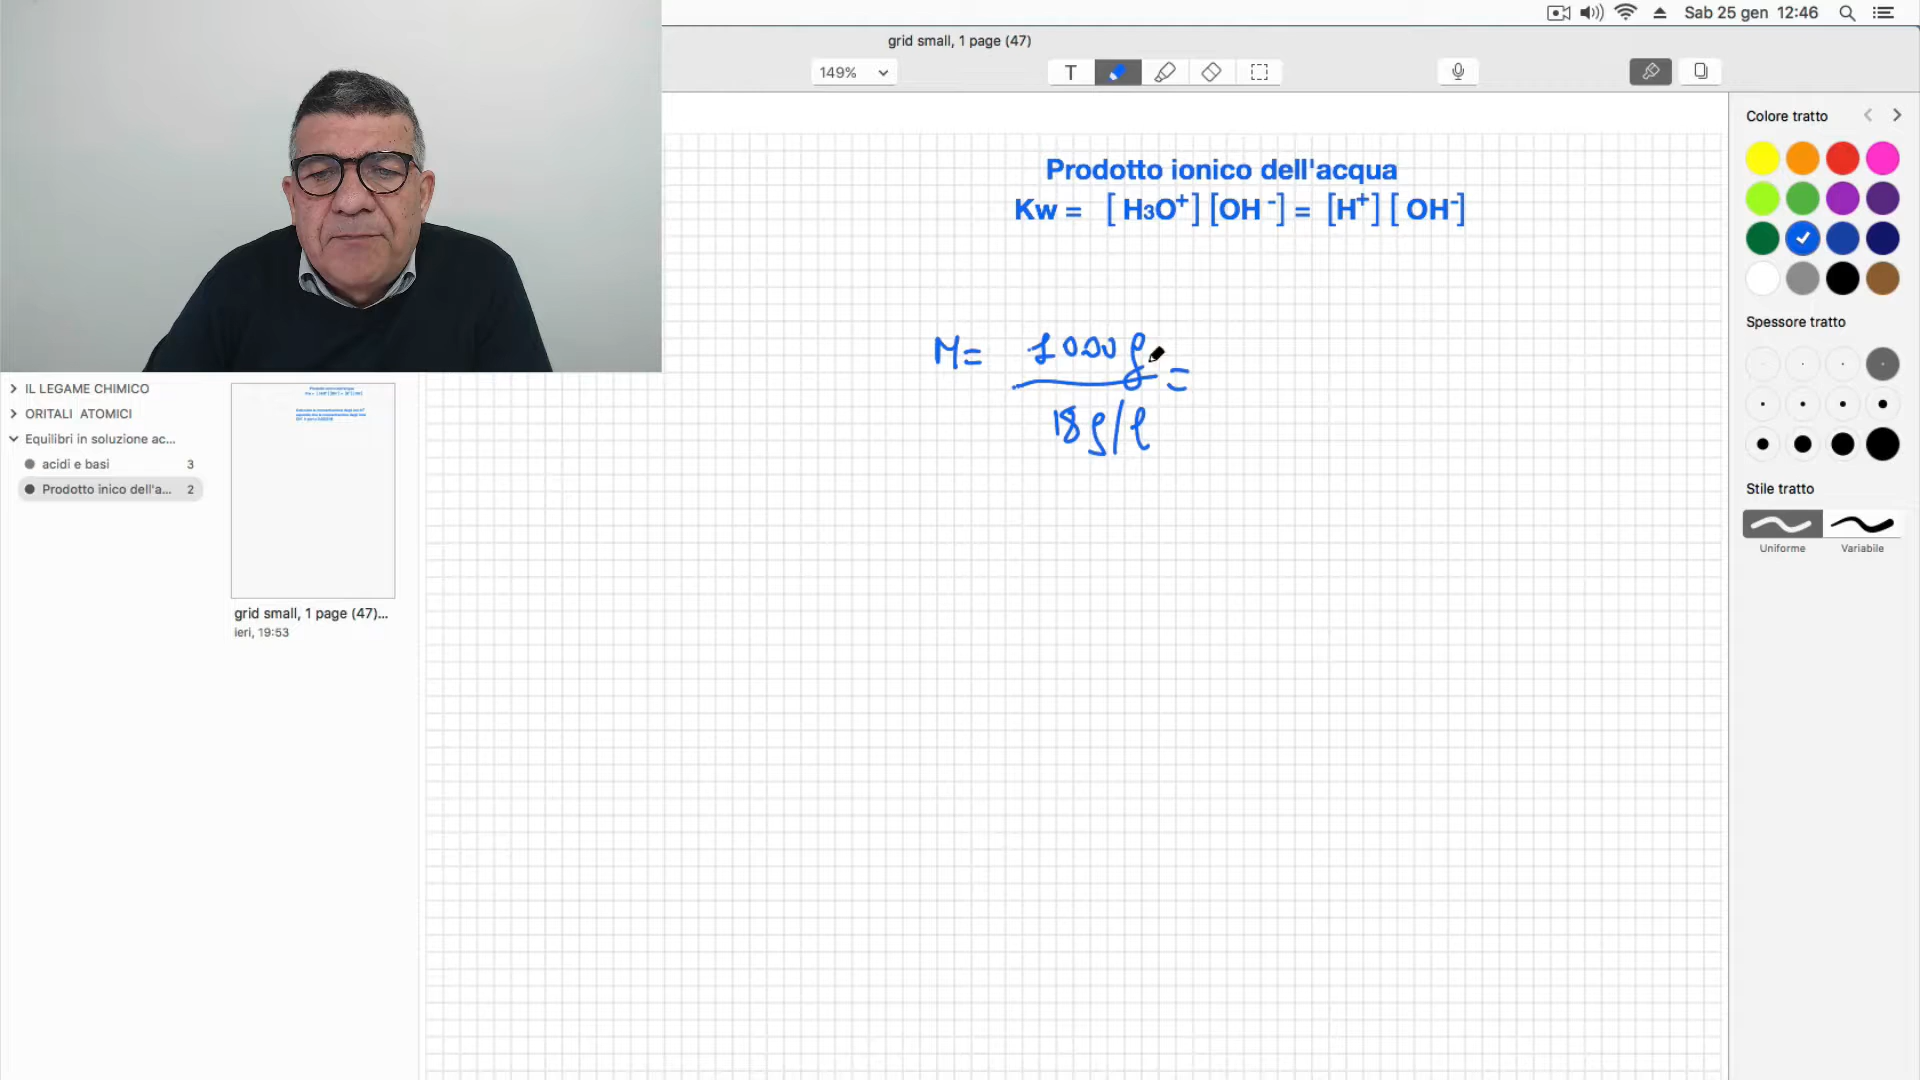 Sab 25 gen 12:46
grid small, 1 page (47)
149%
T
Prodotto ionico dell'acqua
Kw = [ H3O+] [OH -] = [H+] [ OH-]
M= 1000 g =
18 g/l
IL LEGAME CHIMICO
ORITALI ATOMICI
Equilibri in soluzione ac...
acidi e basi 3
Prodotto inico dell'a... 2
grid small, 1 page (47)...
ieri, 19:53
Colore tratto
Spessore tratto
Stile tratto
Uniforme Variabile